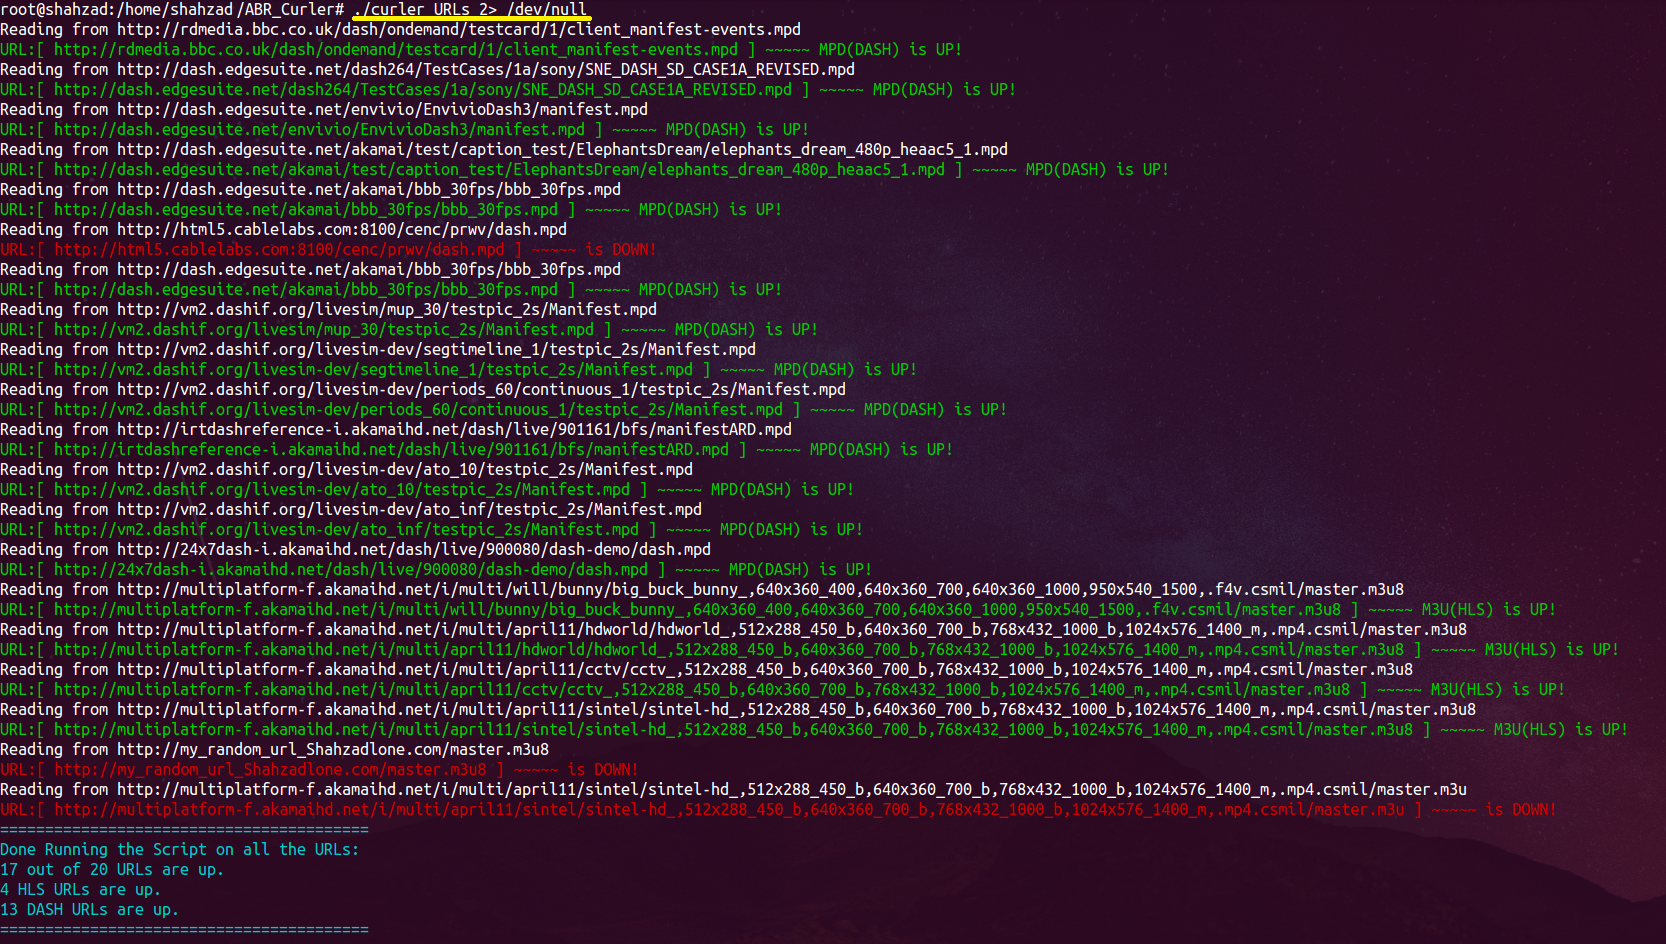 root@shahzad:/home/shahzad/ABR_Curler# ./curler URLs 2> /dev/null
Reading from http://rdmedia.bbc.co.uk/dash/ondemand/testcard/1/client_manifest-events.mpd
URL:[ http://rdmedia.bbc.co.uk/dash/ondemand/testcard/1/client_manifest-events.mpd ] ~~~~~ MPD(DASH) is UP!
Reading from http://dash.edgesuite.net/dash264/TestCases/1a/sony/SNE_DASH_SD_CASE1A_REVISED.mpd
URL:[ http://dash.edgesuite.net/dash264/TestCases/1a/sony/SNE_DASH_SD_CASE1A_REVISED.mpd ] ~~~~~ MPD(DASH) is UP!
Reading from http://dash.edgesuite.net/envivio/EnvivioDash3/manifest.mpd
URL:[ http://dash.edgesuite.net/envivio/EnvivioDash3/manifest.mpd ] ~~~~~ MPD(DASH) is UP!
Reading from http://dash.edgesuite.net/akamai/test/caption_test/ElephantsDream/elephants_dream_480p_heaac5_1.mpd
URL:[ http://dash.edgesuite.net/akamai/test/caption_test/ElephantsDream/elephants_dream_480p_heaac5_1.mpd ] ~~~~~ MPD(DASH) is UP!
Reading from http://dash.edgesuite.net/akamai/bbb_30fps/bbb_30fps.mpd
URL:[ http://dash.edgesuite.net/akamai/bbb_30fps/bbb_30fps.mpd ] ~~~~~ MPD(DASH) is UP!
Reading from http://html5.cablelabs.com:8100/cenc/prwv/dash.mpd
URL:[ http://html5.cablelabs.com:8100/cenc/prwv/dash.mpd ] ~~~~~ is DOWN!
Reading from http://dash.edgesuite.net/akamai/bbb_30fps/bbb_30fps.mpd
URL:[ http://dash.edgesuite.net/akamai/bbb_30fps/bbb_30fps.mpd ] ~~~~~ MPD(DASH) is UP!
Reading from http://vm2.dashif.org/livesim/mup_30/testpic_2s/Manifest.mpd
URL:[ http://vm2.dashif.org/livesim/mup_30/testpic_2s/Manifest.mpd ] ~~~~~ MPD(DASH) is UP!
Reading from http://vm2.dashif.org/livesim-dev/segtimeline_1/testpic_2s/Manifest.mpd
URL:[ http://vm2.dashif.org/livesim-dev/segtimeline_1/testpic_2s/Manifest.mpd ] ~~~~~ MPD(DASH) is UP!
Reading from http://vm2.dashif.org/livesim-dev/periods_60/continuous_1/testpic_2s/Manifest.mpd
URL:[ http://vm2.dashif.org/livesim-dev/periods_60/continuous_1/testpic_2s/Manifest.mpd ] ~~~~~ MPD(DASH) is UP!
Reading from http://irtdashreference-i.akamaihd.net/dash/live/901161/bfs/manifestARD.mpd
URL:[ http://irtdashreference-i.akamaihd.net/dash/live/901161/bfs/manifestARD.mpd ] ~~~~~ MPD(DASH) is UP!
Reading from http://vm2.dashif.org/livesim-dev/ato_10/testpic_2s/Manifest.mpd
URL:[ http://vm2.dashif.org/livesim-dev/ato_10/testpic_2s/Manifest.mpd ] ~~~~~ MPD(DASH) is UP!
Reading from http://vm2.dashif.org/livesim-dev/ato_inf/testpic_2s/Manifest.mpd
URL:[ http://vm2.dashif.org/livesim-dev/ato_inf/testpic_2s/Manifest.mpd ] ~~~~~ MPD(DASH) is UP!
Reading from http://24x7dash-i.akamaihd.net/dash/live/900080/dash-demo/dash.mpd
URL:[ http://24x7dash-i.akamaihd.net/dash/live/900080/dash-demo/dash.mpd ] ~~~~~ MPD(DASH) is UP!
Reading from http://multiplatform-f.akamaihd.net/i/multi/will/bunny/big_buck_bunny_,640x360_400,640x360_700,640x360_1000,950x540_1500,.f4v.csmil/master.m3u8
URL:[ http://multiplatform-f.akamaihd.net/i/multi/will/bunny/big_buck_bunny_,640x360_400,640x360_700,640x360_1000,950x540_1500,.f4v.csmil/master.m3u8 ] ~~~~~ M3U(HLS) is UP!
Reading from http://multiplatform-f.akamaihd.net/i/multi/april11/hdworld/hdworld_,512x288_450_b,640x360_700_b,768x432_1000_b,1024x576_1400_m,.mp4.csmil/master.m3u8
URL:[ http://multiplatform-f.akamaihd.net/i/multi/april11/hdworld/hdworld_,512x288_450_b,640x360_700_b,768x432_1000_b,1024x576_1400_m,.mp4.csmil/master.m3u8 ] ~~~~~ M3U(HLS) is UP!
Reading from http://multiplatform-f.akamaihd.net/i/multi/april11/cctv/cctv_,512x288_450_b,640x360_700_b,768x432_1000_b,1024x576_1400_m,.mp4.csmil/master.m3u8
URL:[ http://multiplatform-f.akamaihd.net/i/multi/april11/cctv/cctv_,512x288_450_b,640x360_700_b,768x432_1000_b,1024x576_1400_m,.mp4.csmil/master.m3u8 ] ~~~~~ M3U(HLS) is UP!
Reading from http://multiplatform-f.akamaihd.net/i/multi/april11/sintel/sintel-hd_,512x288_450_b,640x360_700_b,768x432_1000_b,1024x576_1400_m,.mp4.csmil/master.m3u8
URL:[ http://multiplatform-f.akamaihd.net/i/multi/april11/sintel/sintel-hd_,512x288_450_b,640x360_700_b,768x432_1000_b,1024x576_1400_m,.mp4.csmil/master.m3u8 ] ~~~~~ M3U(HLS) is UP!
Reading from http://my_random_url_Shahzadlone.com/master.m3u8
URL:[ http://my_random_url_Shahzadlone.com/master.m3u8 ] ~~~~~ is DOWN!
Reading from http://multiplatform-f.akamaihd.net/i/multi/april11/sintel/sintel-hd_,512x288_450_b,640x360_700_b,768x432_1000_b,1024x576_1400_m,.mp4.csmil/master.m3u
URL:[ http://multiplatform-f.akamaihd.net/i/multi/april11/sintel/sintel-hd_,512x288_450_b,640x360_700_b,768x432_1000_b,1024x576_1400_m,.mp4.csmil/master.m3u ] ~~~~~ is DOWN!
=========================================
Done Running the Script on all the URLs:
17 out of 20 URLs are up.
4 HLS URLs are up.
13 DASH URLs are up.
=========================================